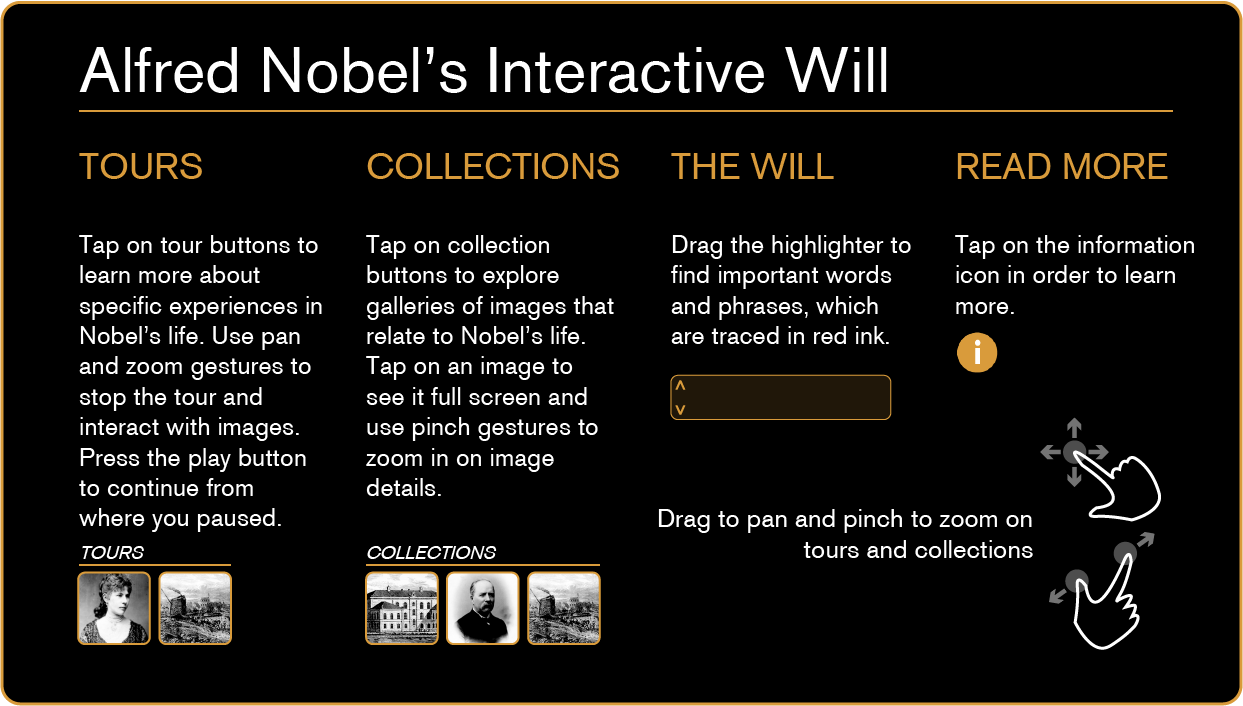 Alfred Nobel's Interactive Will
TOURS
Tap on tour buttons to
learn more about
specific experiences in
Nobel's life. Use pan
and zoom gestures to
stop the tour and
interact with images.
Press the play button
to continue from
where you paused.
TOURS
COLLECTIONS
Tap on collection
buttons to explore
galleries of images that
relate to Nobel's life.
Tap on an image to
see it full screen and
use pinch gestures to
zoom in on image
details.
COLLECTIONS
THE WILL
Drag the highlighter to
find important words
and phrases, which
are traced in red ink.
READ MORE
Tap on the information
icon in order to learn
more.
i
Drag to pan and pinch to zoom on
tours and collections